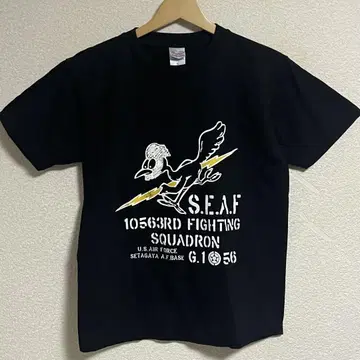 S.E.A.F
10563RD FIGHTING
SQUADRON
U.S. AIR FORCE
SETAGAYA A.F. BASE
G.1 56